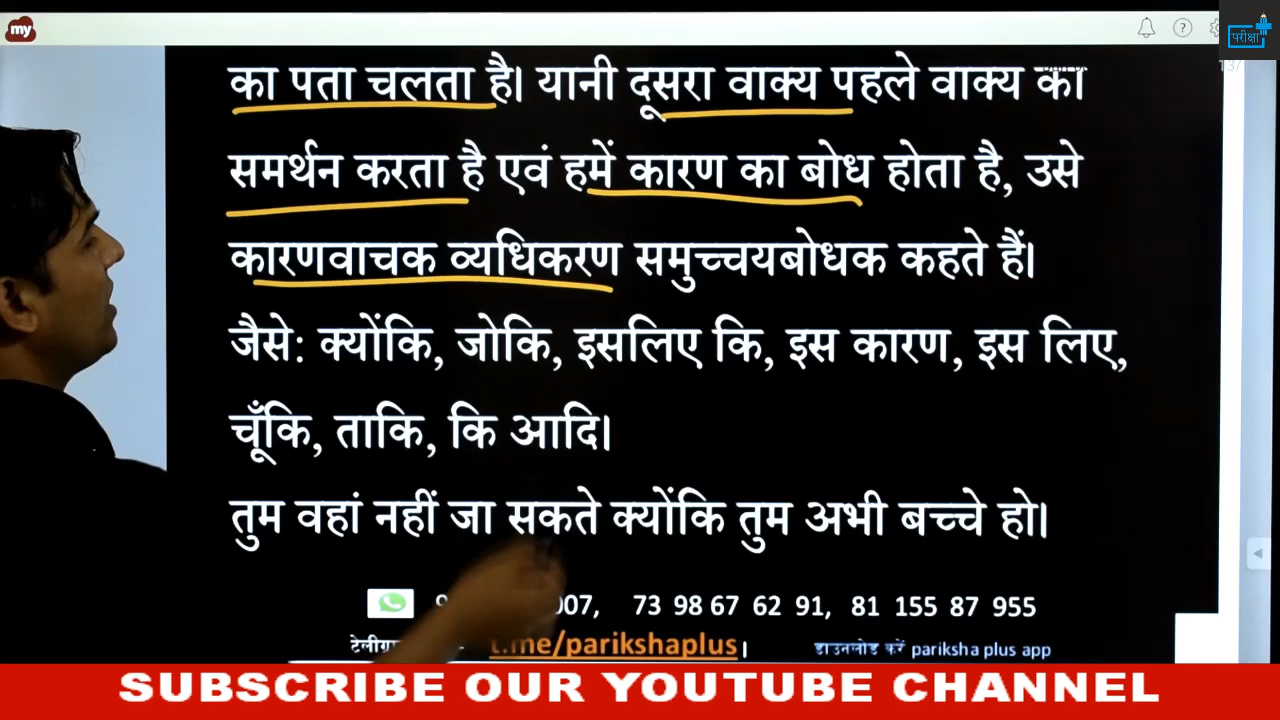 my
परीक्षा
का पता चलता है। यानी दूसरा वाक्य पहले वाक्य का
समर्थन करता है एवं हमें कारण का बोध होता है, उसे
कारणवाचक व्यधिकरण समुच्चयबोधक कहते हैं।
जैसे: क्योंकि, जोकि, इसलिए कि, इस कारण, इस लिए,
चूँकि, ताकि, कि आदि।
तुम वहां नहीं जा सकते क्योंकि तुम अभी बच्चे हो।
007, 73 98 67 62 91, 81 155 87 955
t.me/parikshaplus। डाउनलोड करें pariksha plus app
SUBSCRIBE OUR YOUTUBE CHANNEL